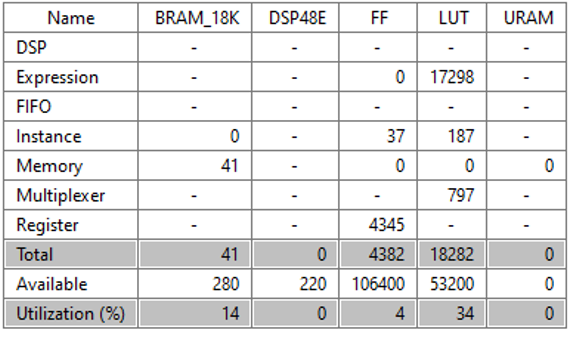 Name BRAM_18K DSP48E FF LUT URAM
DSP - - - - -
Expression - - 0 17298 -
FIFO - - - - -
Instance 0 - 37 187 -
Memory 41 - 0 0 0
Multiplexer - - - 797 -
Register - - 4345 - -
Total 41 0 4382 18282 0
Available 280 220 106400 53200 0
Utilization (%) 14 0 4 34 0